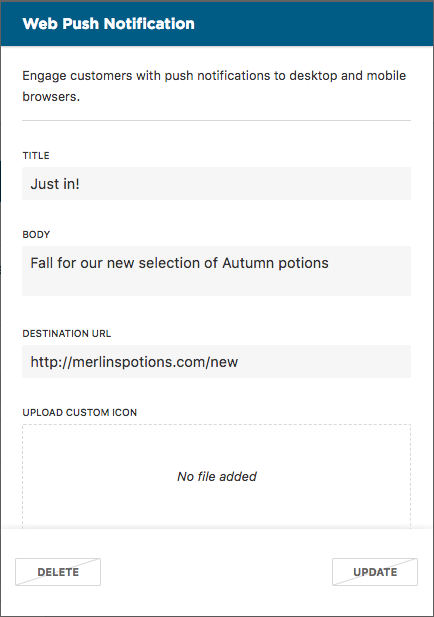 Web Push Notification
Engage customers with push notifications to desktop and mobile
browsers.
TITLE
Just in!
BODY
Fall for our new selection of Autumn potions
DESTINATION URL
http://merlinspotions.com/new
UPLOAD CUSTOM ICON
No file added
DELETE
UPDATE